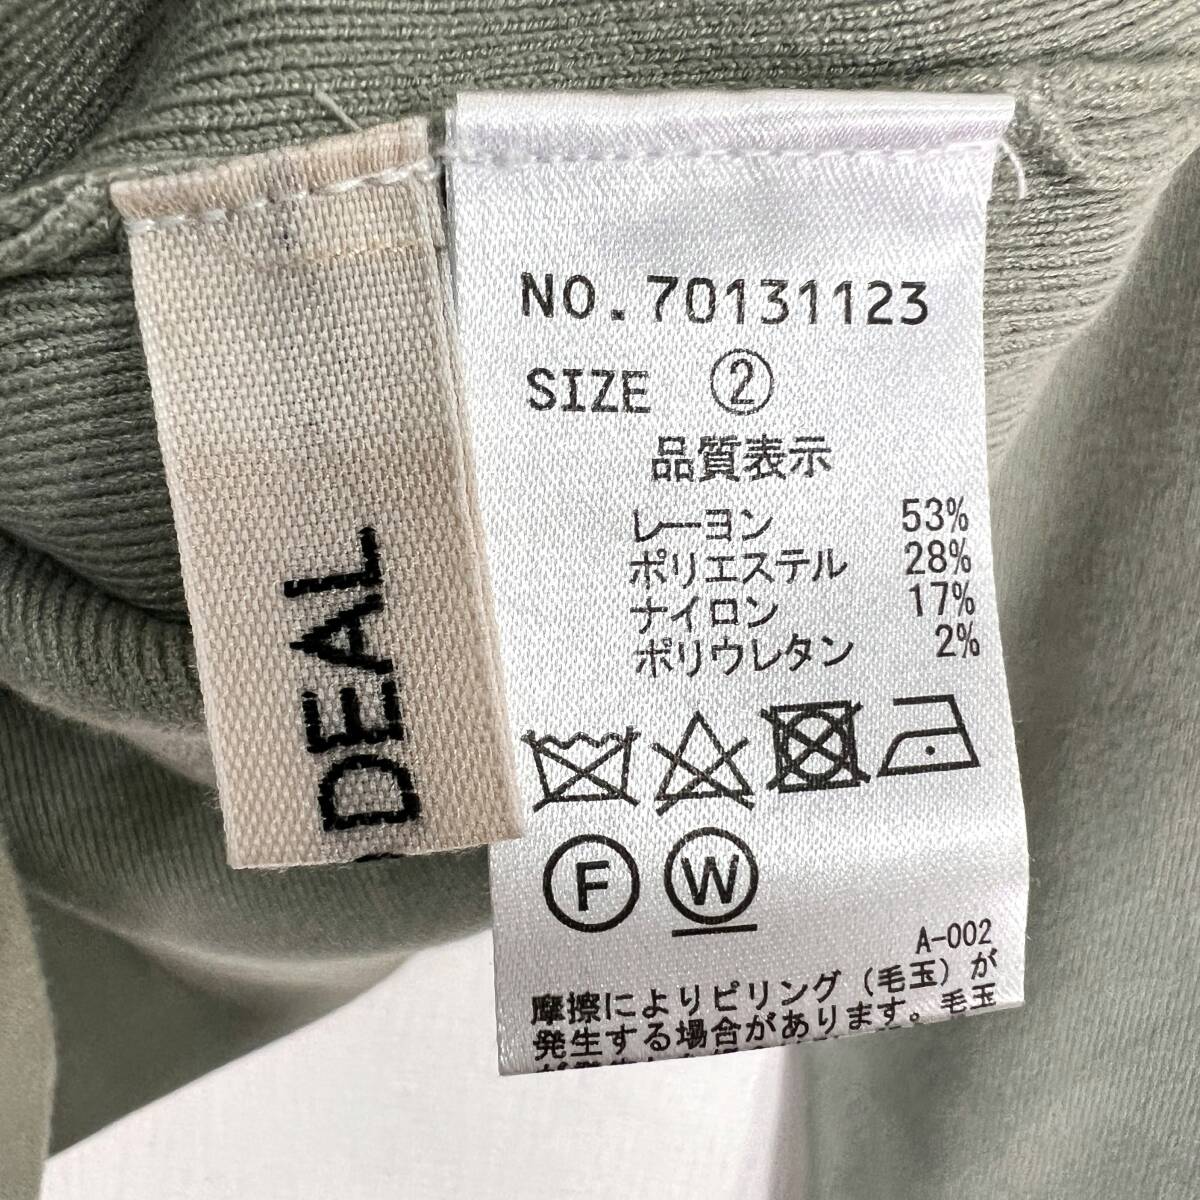 DEAL
NO.70131123
SIZE ②
品質表示
レーヨン 53%
ポリエステル 28%
ナイロン 17%
ポリウレタン 2%
F W
A-002
摩擦によりピリング(毛玉)が
発生する場合があります。毛玉